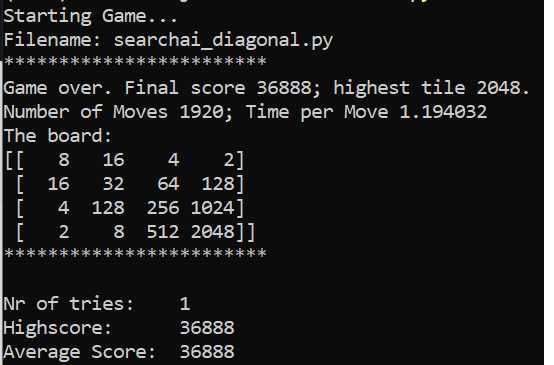 Starting Game...
Filename: searchai_diagonal.py
************************
Game over. Final score 36888; highest tile 2048.
Number of Moves 1920; Time per Move 1.194032
The board:
[[   8   16    4    2]
 [  16   32   64  128]
 [   4  128  256 1024]
 [   2    8  512 2048]]
************************
Nr of tries:    1
Highscore:      36888
Average Score:  36888